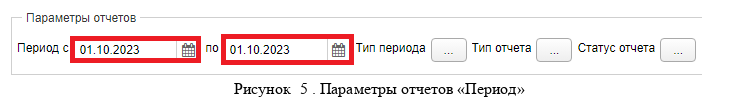 Параметры отчетов
Период с 01.10.2023 по 01.10.2023 Тип периода ... Тип отчета ... Статус отчета ...
Рисунок 5 . Параметры отчетов «Период»